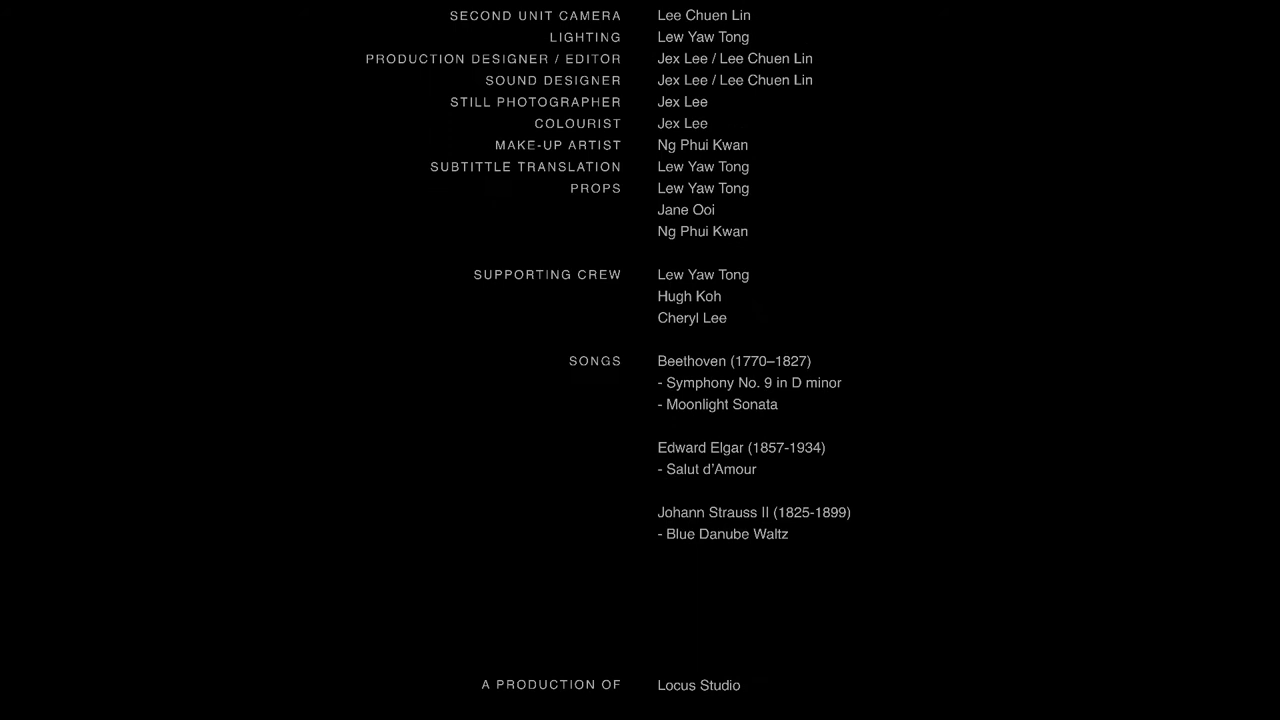 SECOND UNIT CAMERA Lee Chuen Lin
LIGHTING Lew Yaw Tong
PRODUCTION DESIGNER / EDITOR Jex Lee / Lee Chuen Lin
SOUND DESIGNER Jex Lee / Lee Chuen Lin
STILL PHOTOGRAPHER Jex Lee
COLOURIST Jex Lee
MAKE-UP ARTIST Ng Phui Kwan
SUBTITTLE TRANSLATION Lew Yaw Tong
PROPS Lew Yaw Tong
Jane Ooi
Ng Phui Kwan
SUPPORTING CREW Lew Yaw Tong
Hugh Koh
Cheryl Lee
SONGS Beethoven (1770–1827)
- Symphony No. 9 in D minor
- Moonlight Sonata
Edward Elgar (1857-1934)
- Salut d’Amour
Johann Strauss II (1825-1899)
- Blue Danube Waltz
A PRODUCTION OF Locus Studio